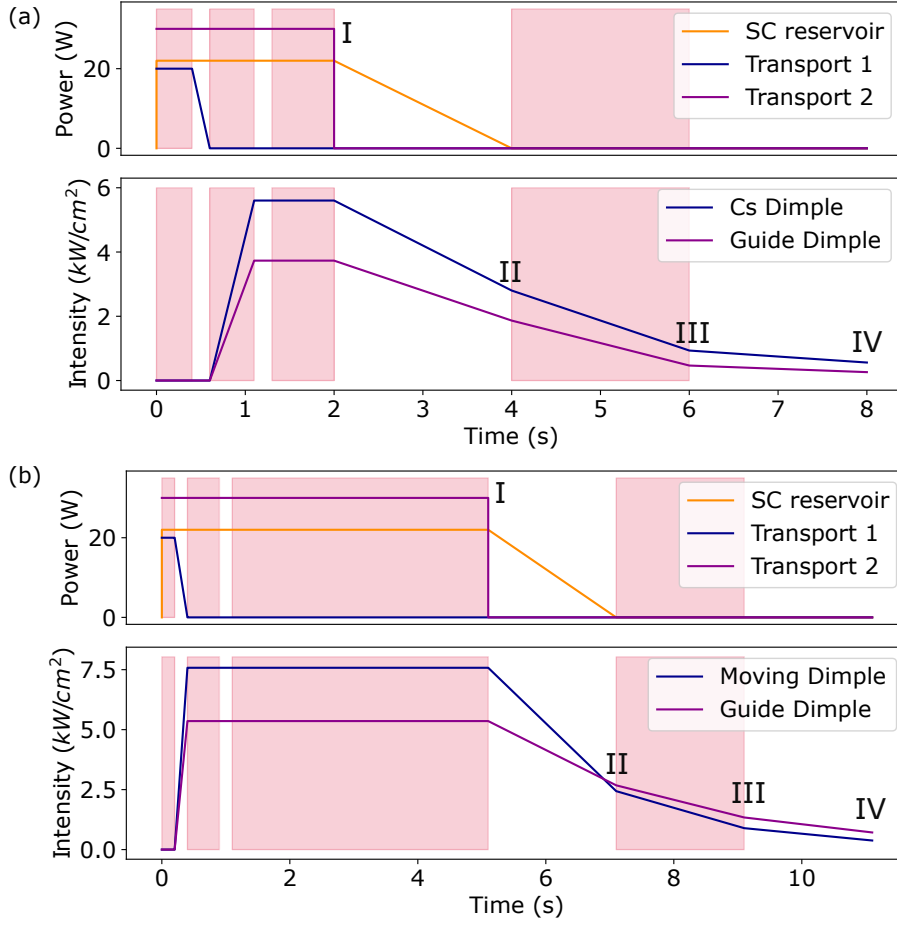 (a)
Power (W)
20
0
I
SC reservoir
Transport 1
Transport 2
Intensity (kW/cm²)
6
4
2
0
II
III
IV
Cs Dimple
Guide Dimple
0 1 2 3 4 5 6 7 8
Time (s)
(b)
Power (W)
20
0
I
SC reservoir
Transport 1
Transport 2
Intensity (kW/cm²)
7.5
5.0
2.5
0.0
II
III
IV
Moving Dimple
Guide Dimple
0 2 4 6 8 10
Time (s)